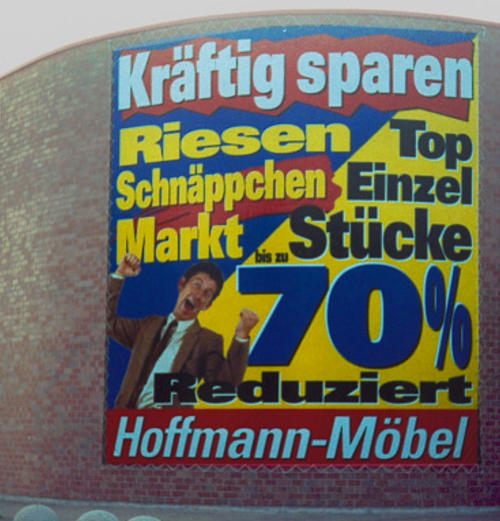 Kräftig sparen
Riesen
Schnäppchen
Markt
Top
Einzel
Stücke
bis zu
70%
Reduziert
Hoffmann-Möbel